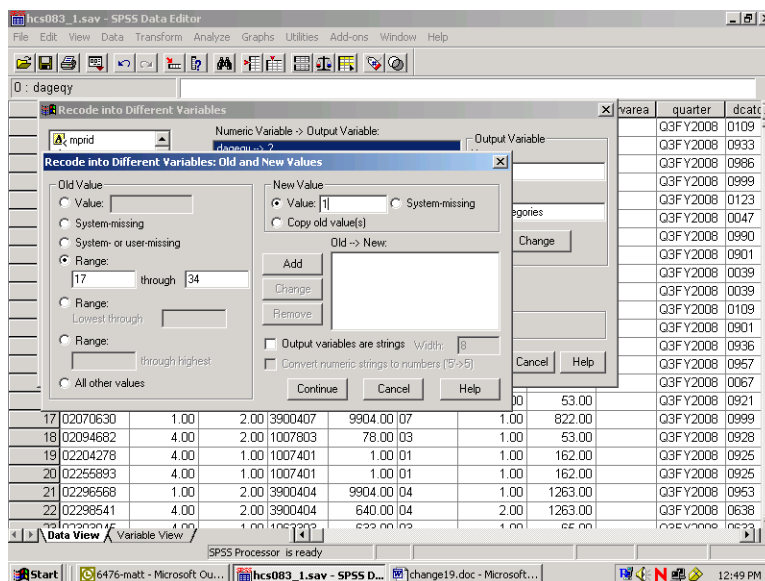 hcs083_1.sav - SPSS Data Editor
File Edit View Data Transform Analyze Graphs Utilities Add-ons Window Help
0 : dageqy
Recode into Different Variables
varea quarter dcatc
mprid
Numeric Variable -> Output Variable:
Output Variable
Q3FY2008 0109
Q3FY2008 0933
Recode into Different Variables: Old and New Values
Q3FY2008 0986
Old Value
New Value
Q3FY2008 0999
Value:
Value: 1
System-missing
Q3FY2008 0123
System-missing
Copy old value(s)
egories
Q3FY2008 0047
System- or user-missing
Old --> New:
Change
Q3FY2008 0990
Range:
Add
Q3FY2008 0901
17 through 34
Q3FY2008 0039
Change
Q3FY2008 0039
Range:
Remove
Q3FY2008 0109
Lowest through
Q3FY2008 0901
Range:
Output variables are strings Width: 8
Q3FY2008 0936
through highest
Convert numeric strings to numbers ('5'->5)
Cancel Help
Q3FY2008 0957
All other values
Continue Cancel Help
Q3FY2008 0067
00 53.00 Q3FY2008 0921
17 02070630 1.00 2.00 3900407 9904.00 07 1.00 822.00 Q3FY2008 0999
18 02094682 4.00 2.00 1007803 78.00 03 1.00 53.00 Q3FY2008 0928
19 02204278 4.00 1.00 1007401 1.00 01 1.00 162.00 Q3FY2008 0925
20 02255893 4.00 1.00 1007401 1.00 01 1.00 162.00 Q3FY2008 0925
21 02296568 1.00 2.00 3900404 9904.00 04 1.00 1263.00 Q3FY2008 0953
22 02298541 4.00 2.00 3900404 640.00 04 2.00 1263.00 Q3FY2008 0638
Data View Variable View
SPSS Processor is ready
Start 6476-matt - Microsoft Ou... hcs083_1.sav - SPSS D... change19.doc - Microsoft... 12:49 PM